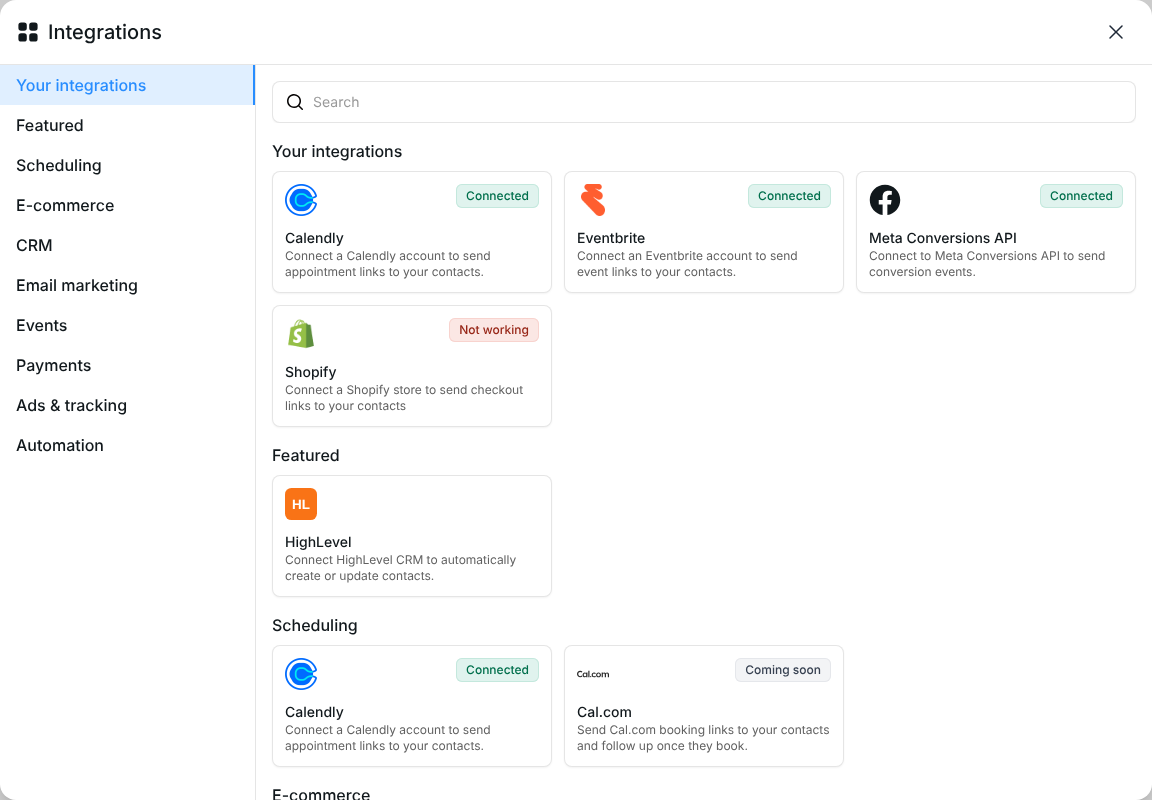 Integrations
Your integrations
Featured
Scheduling
E-commerce
CRM
Email marketing
Events
Payments
Ads & tracking
Automation
Search
Your integrations
Connected
Calendly
Connect a Calendly account to send
appointment links to your contacts.
Connected
Eventbrite
Connect an Eventbrite account to send
event links to your contacts.
Connected
Meta Conversions API
Connect to Meta Conversions API to send
conversion events.
Not working
Shopify
Connect a Shopify store to send checkout
links to your contacts
Featured
HL
HighLevel
Connect HighLevel CRM to automatically
create or update contacts.
Scheduling
Connected
Calendly
Connect a Calendly account to send
appointment links to your contacts.
Cal.com
Coming soon
Cal.com
Send Cal.com booking links to your contacts
and follow up once they book.
E-commerce